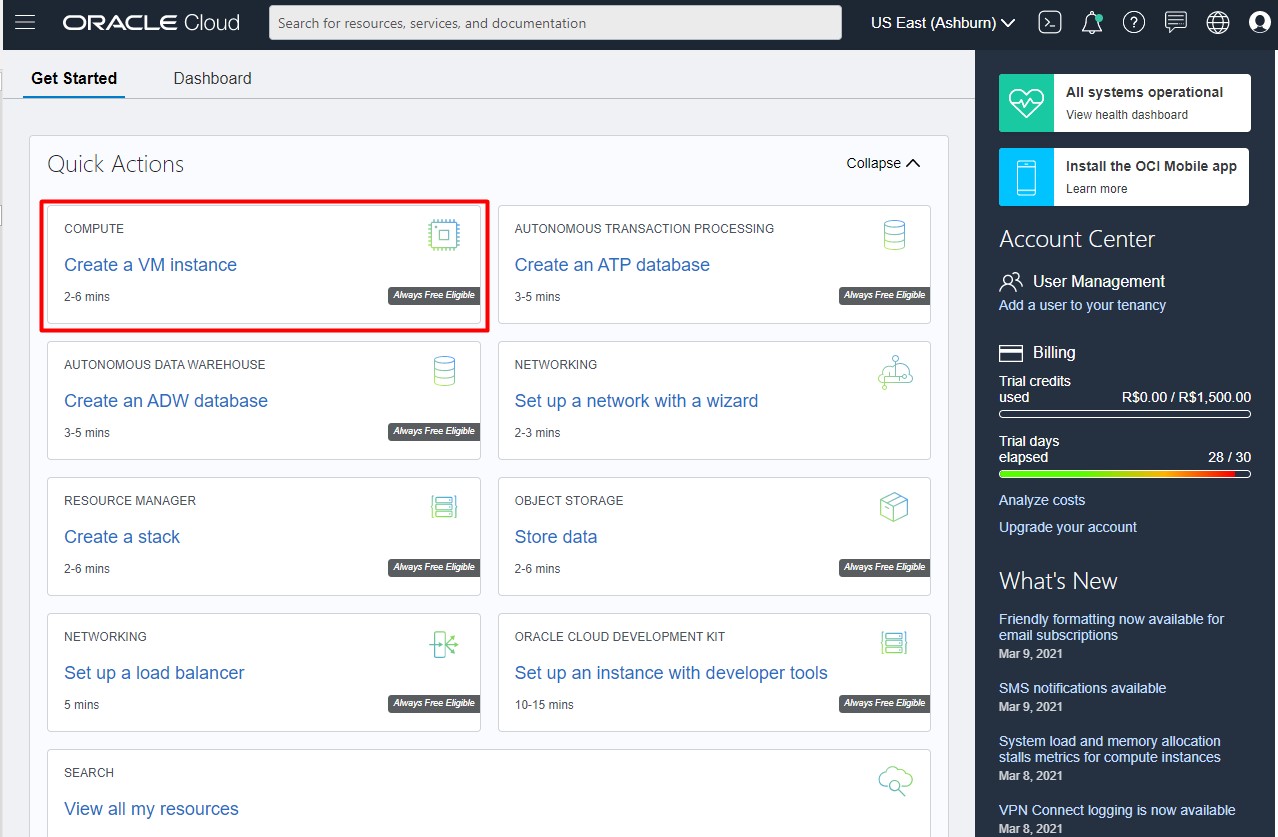 ORACLE Cloud
Search for resources, services, and documentation
US East (Ashburn)
Get Started
Dashboard
Quick Actions
Collapse
COMPUTE
Create a VM instance
2-6 mins
Always Free Eligible
AUTONOMOUS TRANSACTION PROCESSING
Create an ATP database
3-5 mins
Always Free Eligible
AUTONOMOUS DATA WAREHOUSE
Create an ADW database
3-5 mins
Always Free Eligible
NETWORKING
Set up a network with a wizard
2-3 mins
RESOURCE MANAGER
Create a stack
2-6 mins
Always Free Eligible
OBJECT STORAGE
Store data
2-6 mins
Always Free Eligible
NETWORKING
Set up a load balancer
5 mins
Always Free Eligible
ORACLE CLOUD DEVELOPMENT KIT
Set up an instance with developer tools
10-15 mins
Always Free Eligible
SEARCH
View all my resources
All systems operational
View health dashboard
Install the OCI Mobile app
Learn more
Account Center
User Management
Add a user to your tenancy
Billing
Trial credits
used R$0.00 / R$1,500.00
Trial days
elapsed 28 / 30
Analyze costs
Upgrade your account
What's New
Friendly formatting now available for
email subscriptions
Mar 9, 2021
SMS notifications available
Mar 9, 2021
System load and memory allocation
stalls metrics for compute instances
Mar 8, 2021
VPN Connect logging is now available
Mar 8, 2021